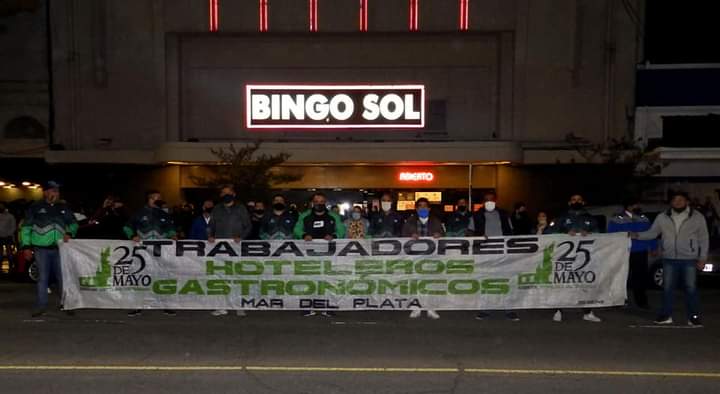 BINGO SOL
ABIERTO
25
DE
MAYO
TRABAJADORES
HOTELEROS
GASTRONÓMICOS
MAR DEL PLATA
25
DE
MAYO